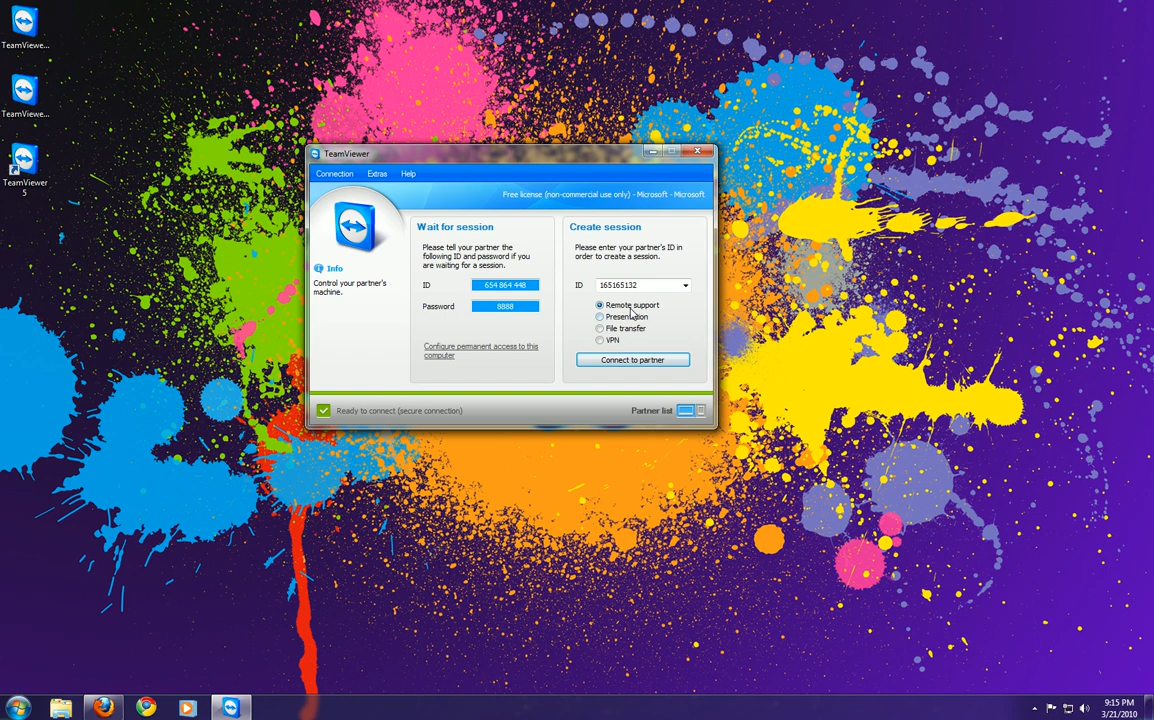 TeamViewe...
TeamViewe...
TeamViewer
5
TeamViewer
Connection Extras Help
Free license (non-commercial use only) - Microsoft - Microsoft
Info
Control your partner's
machine.
Wait for session
Please tell your partner the
following ID and password if you
are waiting for a session.
ID 654 864 448
Password 8888
Configure permanent access to this
computer
Create session
Please enter your partner's ID in
order to create a session.
ID 165165132
Remote support
Presentation
File transfer
VPN
Connect to partner
Ready to connect (secure connection)
Partner list
9:15 PM
3/21/2010